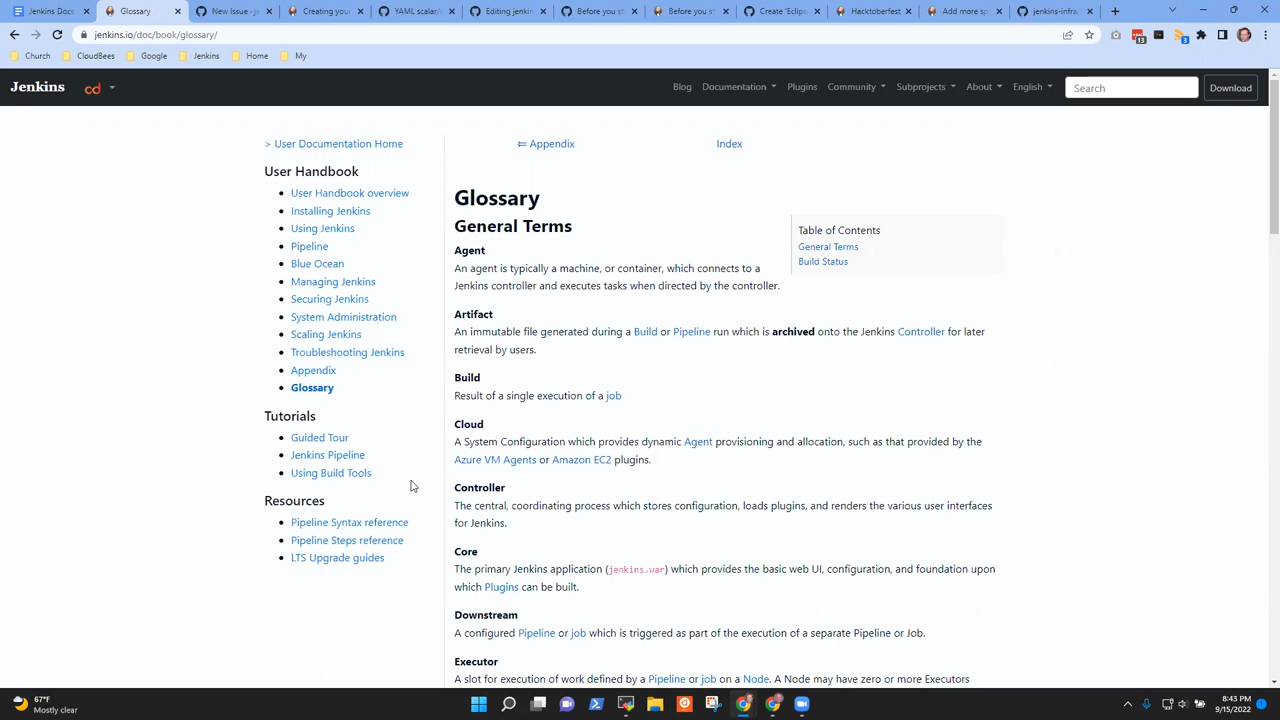 Jenkins Docs
Glossary
New Issue · je
Creating your
YAML scalar/v
Editing jenkin
Before you st
Before you st
Create 'Eclips
Hacktoberfest
Add more sp
jenkins-infra
jenkins.io/doc/book/glossary/
13
3
Church
CloudBees
Google
Jenkins
Home
My
Jenkins
cd
Blog
Documentation
Plugins
Community
Subprojects
About
English
Search
Download
> User Documentation Home
User Handbook
User Handbook overview
Installing Jenkins
Using Jenkins
Pipeline
Blue Ocean
Managing Jenkins
Securing Jenkins
System Administration
Scaling Jenkins
Troubleshooting Jenkins
Appendix
Glossary
Tutorials
Guided Tour
Jenkins Pipeline
Using Build Tools
Resources
Pipeline Syntax reference
Pipeline Steps reference
LTS Upgrade guides
⇐ Appendix
Index
Glossary
General Terms
Table of Contents
General Terms
Build Status
Agent
An agent is typically a machine, or container, which connects to a
Jenkins controller and executes tasks when directed by the controller.
Artifact
An immutable file generated during a Build or Pipeline run which is archived onto the Jenkins Controller for later
retrieval by users.
Build
Result of a single execution of a job
Cloud
A System Configuration which provides dynamic Agent provisioning and allocation, such as that provided by the
Azure VM Agents or Amazon EC2 plugins.
Controller
The central, coordinating process which stores configuration, loads plugins, and renders the various user interfaces
for Jenkins.
Core
The primary Jenkins application (jenkins.war) which provides the basic web UI, configuration, and foundation upon
which Plugins can be built.
Downstream
A configured Pipeline or job which is triggered as part of the execution of a separate Pipeline or Job.
Executor
A slot for execution of work defined by a Pipeline or job on a Node. A Node may have zero or more Executors
67°F
Mostly clear
8:43 PM
9/15/2022